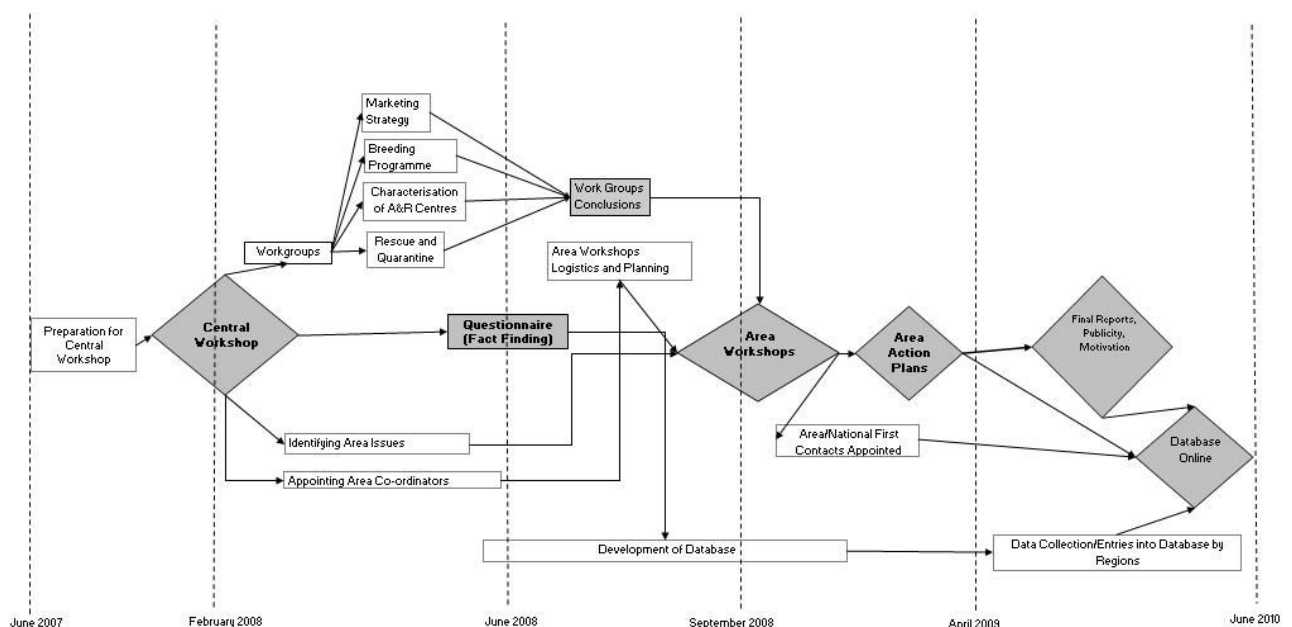 Marketing
Strategy
Breeding
Programme
Characterisation
of A&R Centres
Work Groups
Conclusions
Workgroups
Rescue and
Quarantine
Area Workshops
Logistics and Planning
Preparation for
Central
Workshop
Central
Workshop
Questionnaire
(Fact Finding)
Area
Workshops
Area
Action
Plans
Final Reports,
Publicity,
Motivation
Identifying Area Issues
Area/National First
Contacts Appointed
Database
Online
Appointing Area Co-ordinators
Development of Database
Data Collection/Entries into Database by
Regions
June 2007
February 2008
June 2008
September 2008
April 2009
June 2010